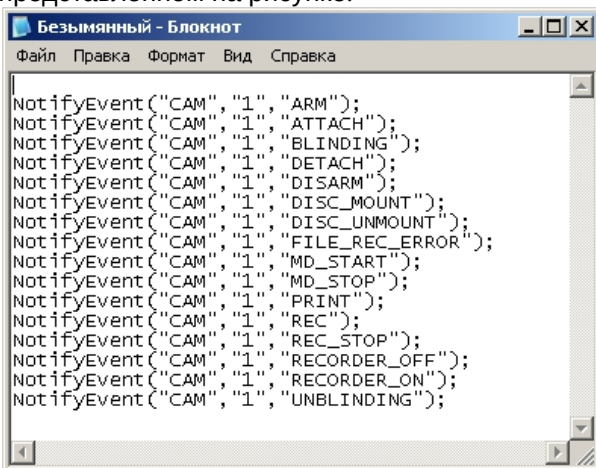 представленном на рисунке.
Безымянный - Блокнот
Файл Правка Формат Вид Справка
NotifyEvent("CAM","1","ARM");
NotifyEvent("CAM","1","ATTACH");
NotifyEvent("CAM","1","BLINDING");
NotifyEvent("CAM","1","DETACH");
NotifyEvent("CAM","1","DISARM");
NotifyEvent("CAM","1","DISC_MOUNT");
NotifyEvent("CAM","1","DISC_UNMOUNT");
NotifyEvent("CAM","1","FILE_REC_ERROR");
NotifyEvent("CAM","1","MD_START");
NotifyEvent("CAM","1","MD_STOP");
NotifyEvent("CAM","1","PRINT");
NotifyEvent("CAM","1","REC");
NotifyEvent("CAM","1","REC_STOP");
NotifyEvent("CAM","1","RECORDER_OFF");
NotifyEvent("CAM","1","RECORDER_ON");
NotifyEvent("CAM","1","UNBLINDING");